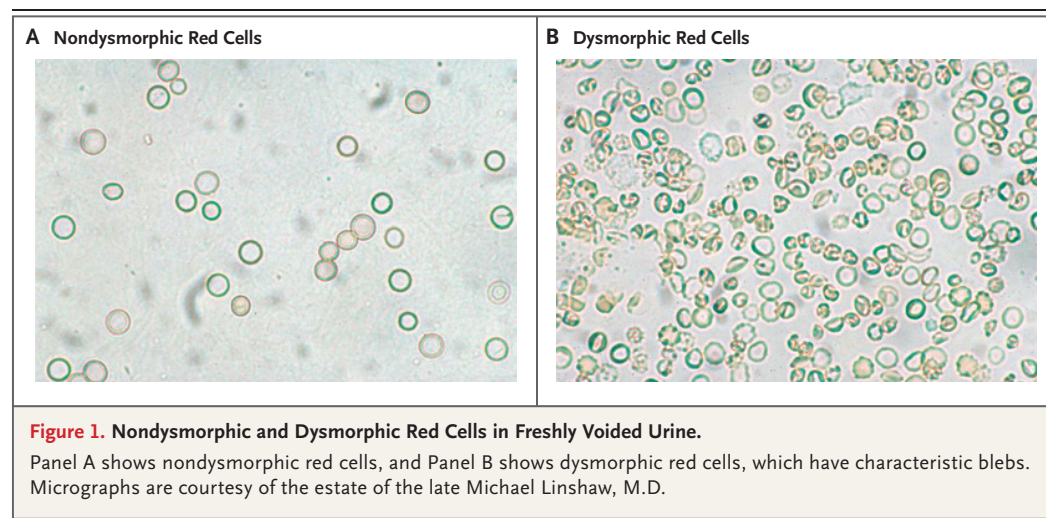 A Nondysmorphic Red Cells
B Dysmorphic Red Cells
Figure 1. Nondysmorphic and Dysmorphic Red Cells in Freshly Voided Urine.
Panel A shows nondysmorphic red cells, and Panel B shows dysmorphic red cells, which have characteristic blebs.
Micrographs are courtesy of the estate of the late Michael Linshaw, M.D.